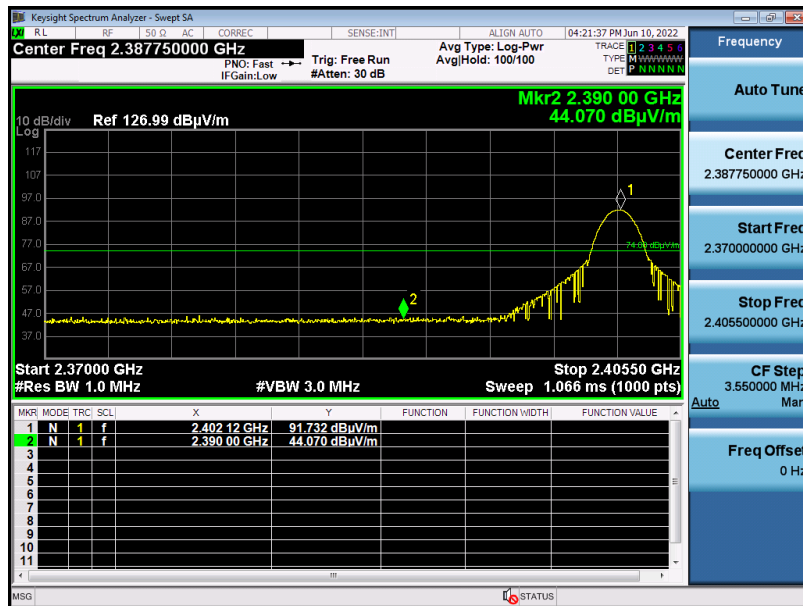 Keysight Spectrum Analyzer - Swept SA
LXI RL RF 50 Ω AC CORREC SENSE:INT ALIGN AUTO 04:21:37 PM Jun 10, 2022
Center Freq 2.387750000 GHz
PNO: Fast
IFGain:Low
Trig: Free Run
#Atten: 30 dB
Avg Type: Log-Pwr
Avg|Hold: 100/100
TRACE 1 2 3 4 5 6
TYPE M WWWWW
DET P N N N N N
Mkr2 2.390 00 GHz
44.070 dBµV/m
10 dB/div Ref 126.99 dBµV/m
Log
117
107
97.0
87.0
77.0
67.0
57.0
47.0
37.0
1
74.00 dBµV/m
2
Start 2.37000 GHz Stop 2.40550 GHz
#Res BW 1.0 MHz #VBW 3.0 MHz Sweep 1.066 ms (1000 pts)
MKR MODE TRC SCL X Y FUNCTION FUNCTION WIDTH FUNCTION VALUE
1 N 1 f 2.402 12 GHz 91.732 dBµV/m
2 N 1 f 2.390 00 GHz 44.070 dBµV/m
3
4
5
6
7
8
9
10
11
MSG STATUS
Frequency
Auto Tune
Center Freq
2.387750000 GHz
Start Freq
2.370000000 GHz
Stop Freq
2.405500000 GHz
CF Step
3.550000 MHz
Auto Man
Freq Offset
0 Hz